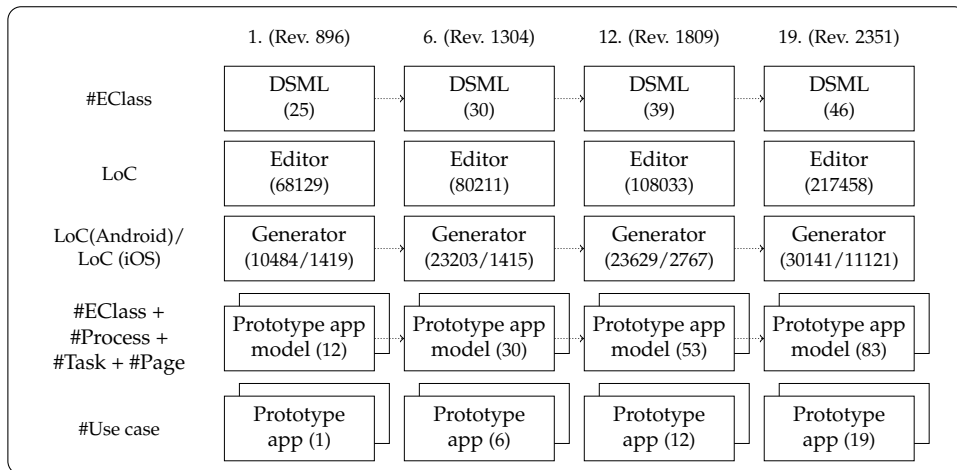 1. (Rev. 896) 6. (Rev. 1304) 12. (Rev. 1809) 19. (Rev. 2351)
#EClass
DSML DSML DSML DSML
(25) (30) (39) (46)
LoC
Editor Editor Editor Editor
(68129) (80211) (108033) (217458)
LoC(Android)/
LoC (iOS)
Generator Generator Generator Generator
(10484/1419) (23203/1415) (23629/2767) (30141/11121)
#EClass +
#Process +
#Task + #Page
Prototype app Prototype app Prototype app Prototype app
model (12) model (30) model (53) model (83)
#Use case
Prototype Prototype Prototype Prototype
app (1) app (6) app (12) app (19)